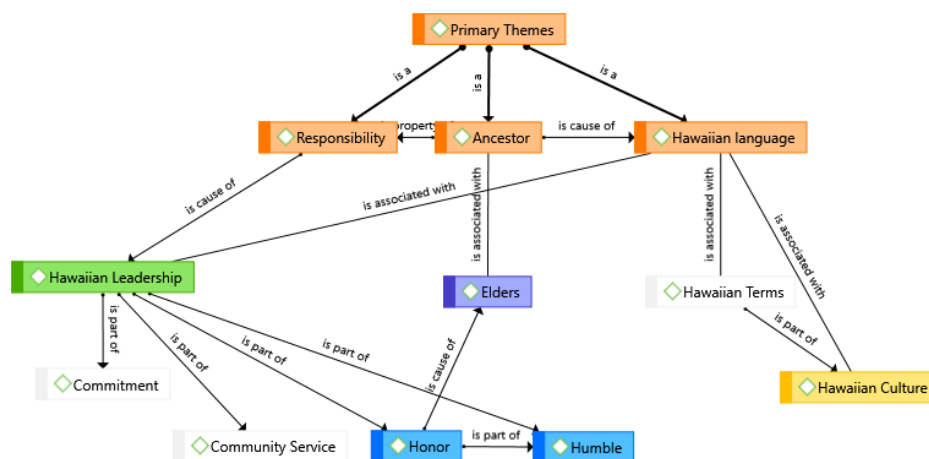 Primary Themes
is a
is a
is a
Responsibility
property
Ancestor
is cause of
Hawaiian language
is cause of
is associated with
is associated with
is associated with
is associated with
Hawaiian Leadership
Elders
Hawaiian Terms
is part of
is part of
is part of
is part of
is cause of
is part of
Commitment
Hawaiian Culture
Community Service
Honor
is part of
Humble